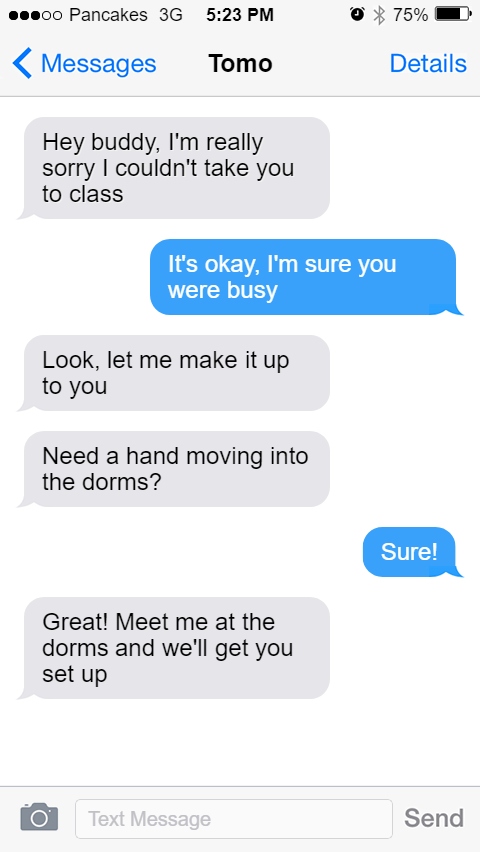 Pancakes 3G 5:23 PM 75%
Messages Tomo Details
Hey buddy, I'm really
sorry I couldn't take you
to class
It's okay, I'm sure you
were busy
Look, let me make it up
to you
Need a hand moving into
the dorms?
Sure!
Great! Meet me at the
dorms and we'll get you
set up
Text Message Send